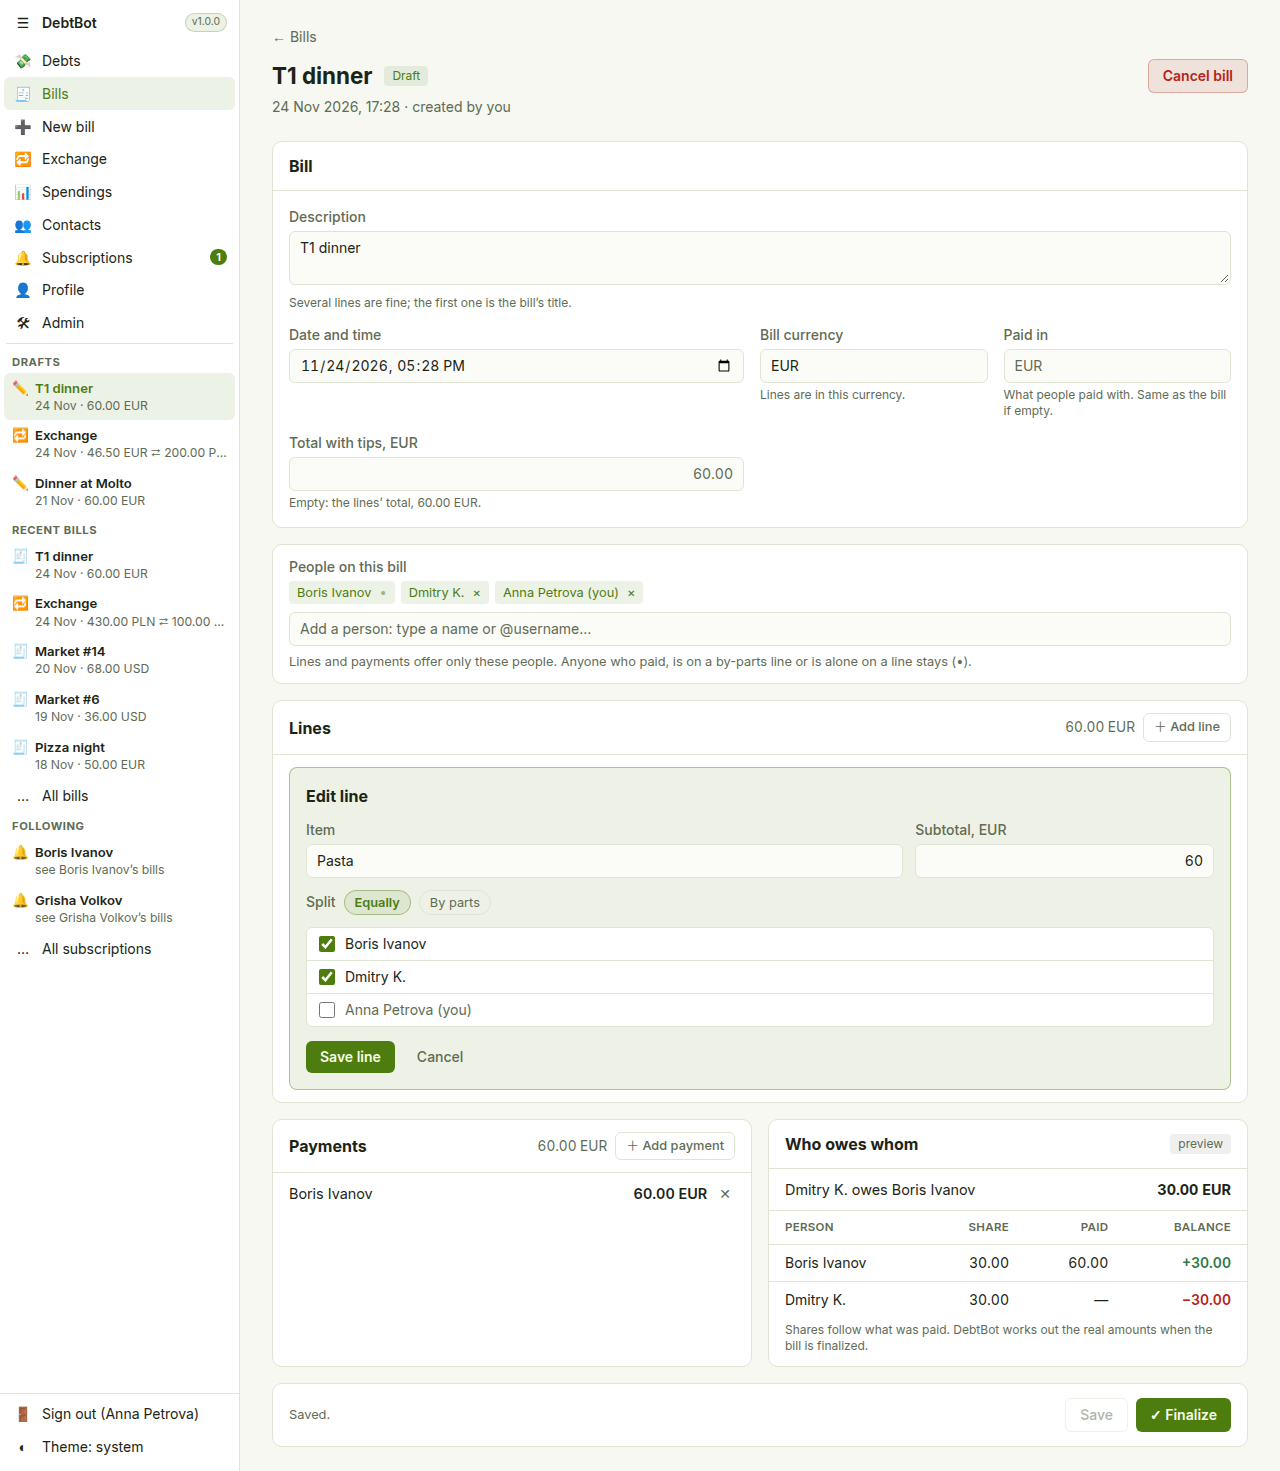 ☰ DebtBot v1.0.0
Debts
Bills
New bill
Exchange
Spendings
Contacts
Subscriptions 1
Profile
Admin
DRAFTS
T1 dinner
24 Nov · 60.00 EUR
Exchange
24 Nov · 46.50 EUR ⇄ 200.00 P...
Dinner at Molto
21 Nov · 60.00 EUR
RECENT BILLS
T1 dinner
24 Nov · 60.00 EUR
Exchange
24 Nov · 430.00 PLN ⇄ 100.00 ...
Market #14
20 Nov · 68.00 USD
Market #6
19 Nov · 36.00 USD
Pizza night
18 Nov · 50.00 EUR
... All bills
FOLLOWING
Boris Ivanov
see Boris Ivanov’s bills
Grisha Volkov
see Grisha Volkov’s bills
... All subscriptions
Sign out (Anna Petrova)
Theme: system
← Bills
T1 dinner Draft Cancel bill
24 Nov 2026, 17:28 · created by you
Bill
Description
T1 dinner
Several lines are fine; the first one is the bill’s title.
Date and time Bill currency Paid in
11/24/2026, 05:28 PM EUR EUR
Lines are in this currency. What people paid with. Same as the bill
if empty.
Total with tips, EUR
60.00
Empty: the lines’ total, 60.00 EUR.
People on this bill
Boris Ivanov • Dmitry K. × Anna Petrova (you) ×
Add a person: type a name or @username...
Lines and payments offer only these people. Anyone who paid, is on a by-parts line or is alone on a line stays (•).
Lines 60.00 EUR + Add line
Edit line
Item Subtotal, EUR
Pasta 60
Split Equally By parts
Boris Ivanov
Dmitry K.
Anna Petrova (you)
Save line Cancel
Payments 60.00 EUR + Add payment
Boris Ivanov 60.00 EUR ✕
Who owes whom preview
Dmitry K. owes Boris Ivanov 30.00 EUR
PERSON SHARE PAID BALANCE
Boris Ivanov 30.00 60.00 +30.00
Dmitry K. 30.00 — −30.00
Shares follow what was paid. DebtBot works out the real amounts when the
bill is finalized.
Saved. Save ✓ Finalize